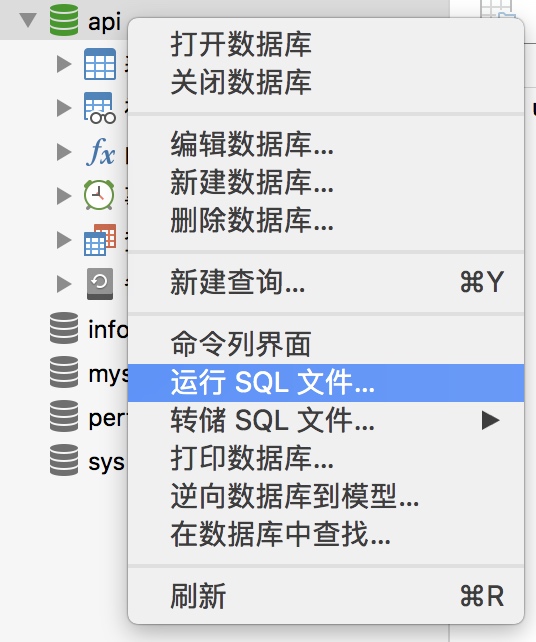 api
打开数据库
关闭数据库
编辑数据库...
新建数据库...
删除数据库...
fx
新建查询... ⌘Y
命令列界面
info
运行 SQL 文件...
mys
转储 SQL 文件...
per
打印数据库...
sys
逆向数据库到模型...
在数据库中查找...
刷新 ⌘R